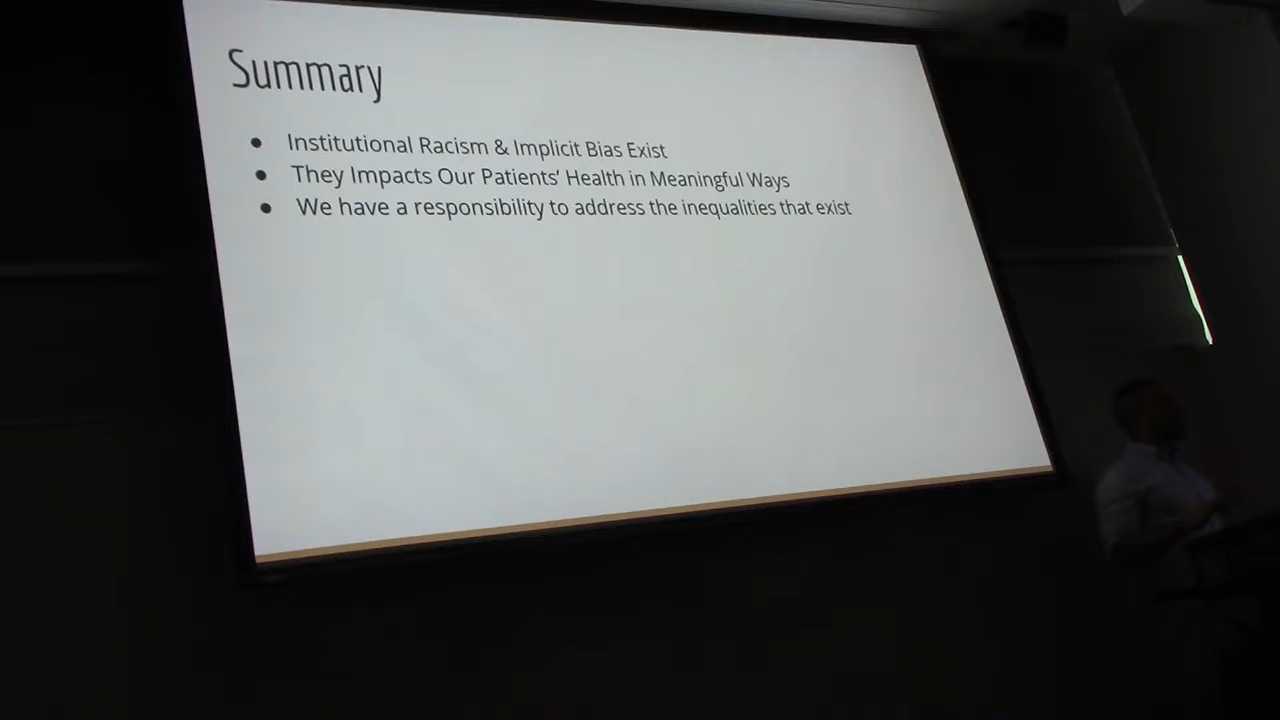 Summary
• Institutional Racism & Implicit Bias Exist
• They Impacts Our Patients’ Health in Meaningful Ways
• We have a responsibility to address the inequalities that exist